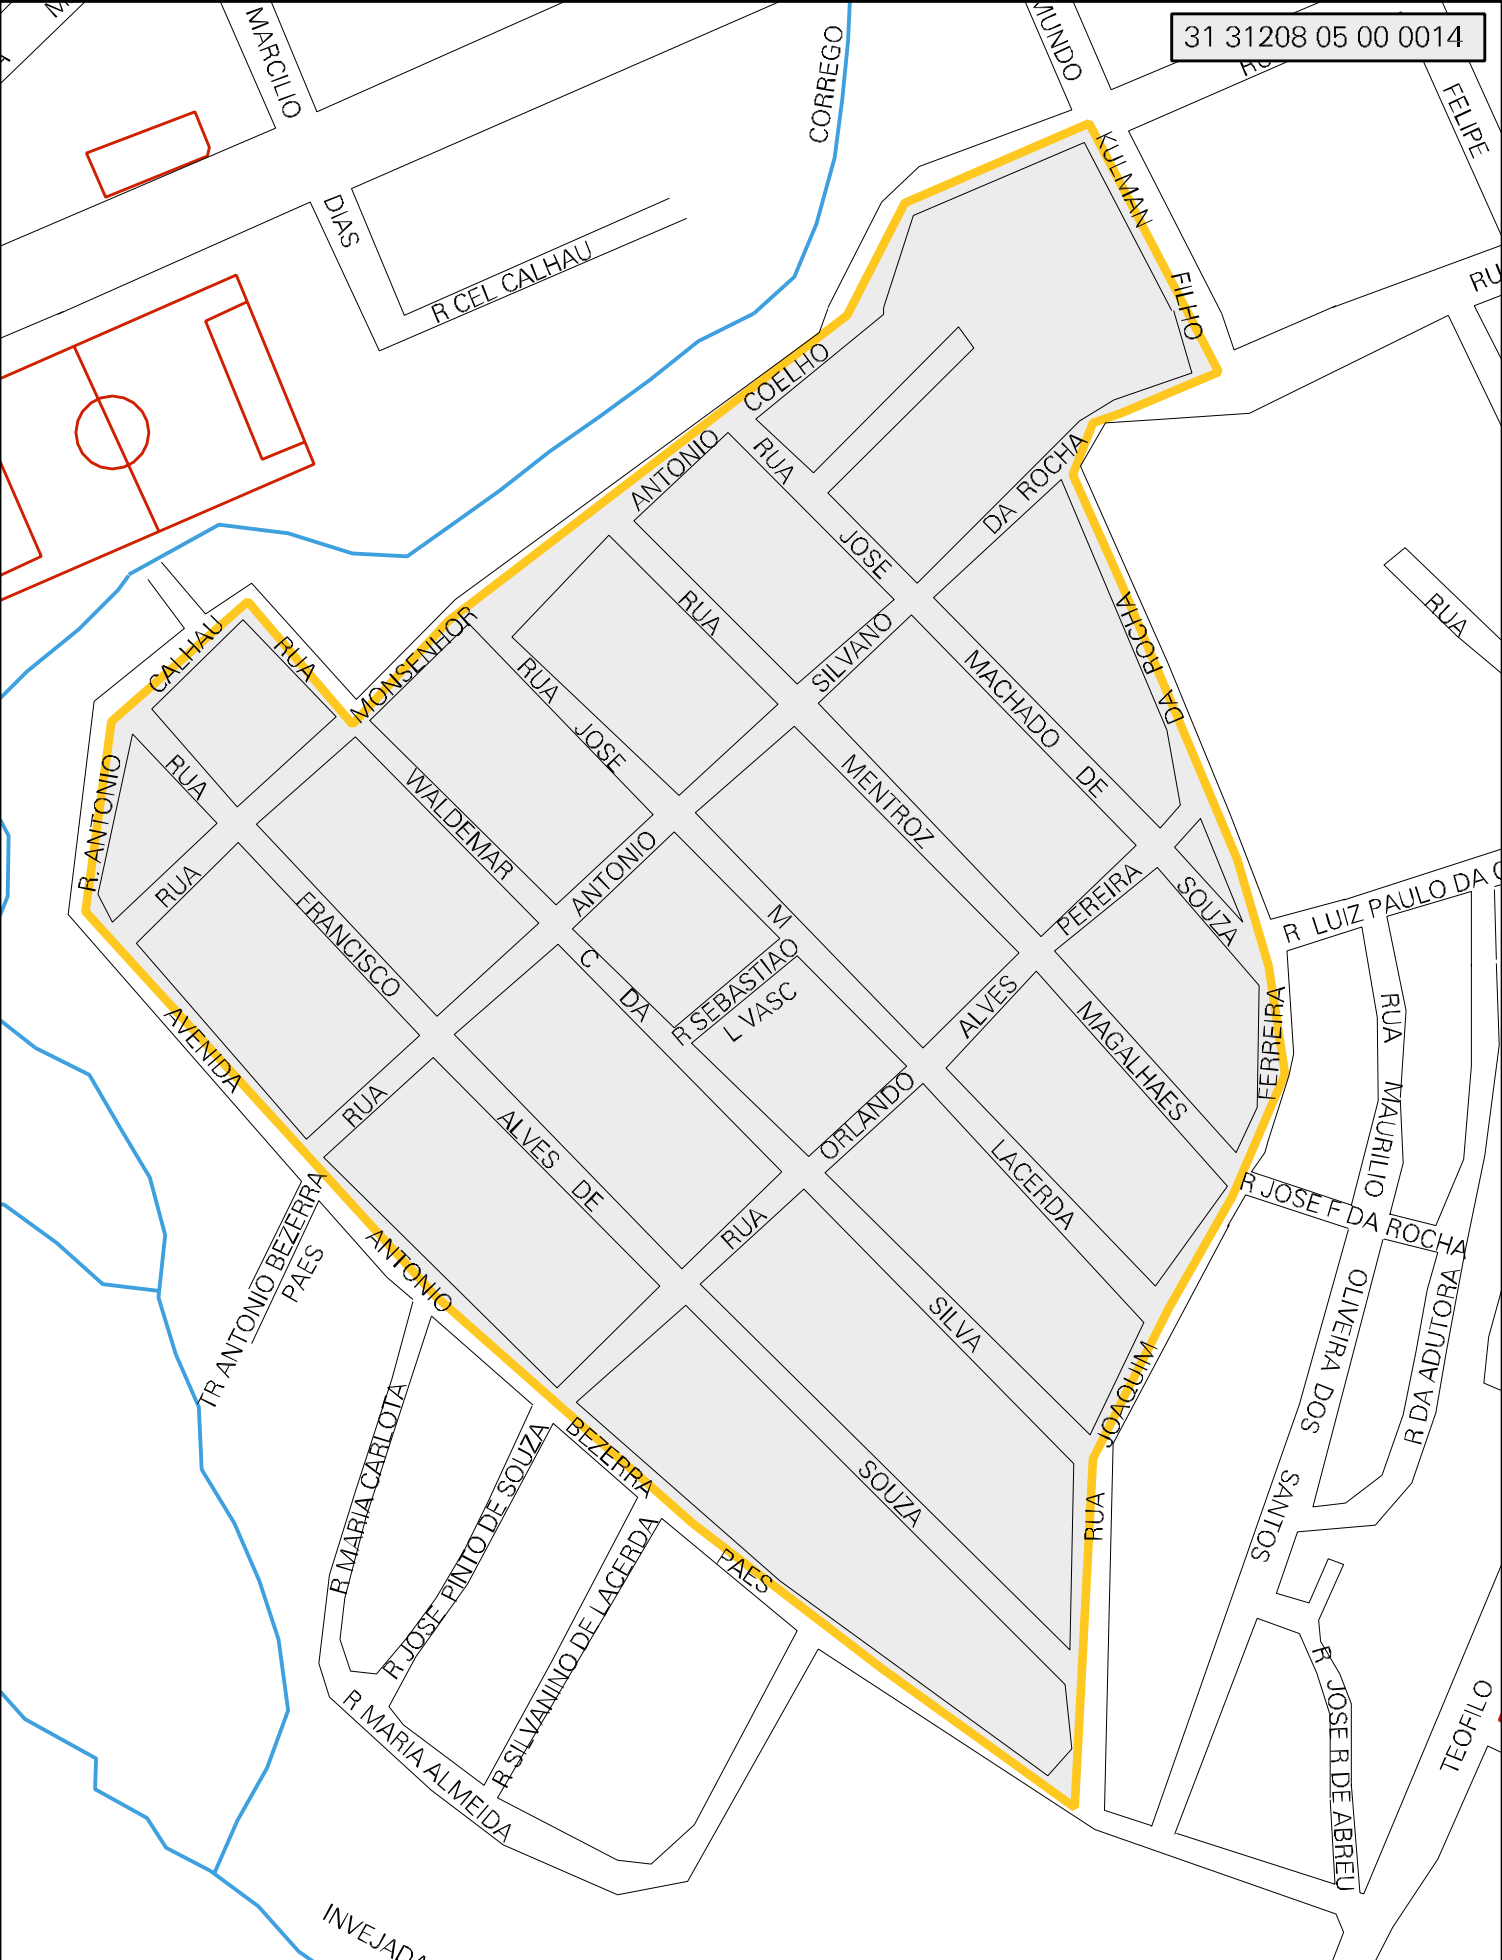 31 31208 05 00 0014
MARCILIO
DIAS
R CEL CALHAU
CORREGO
MUNDO
KULMAN
FILHO
FELIPE
COELHO
ANTONIO
MONSENHOR
RUA
RUA
JOSE
DA ROCHA
SILVANO
ANTONIO
RUA
RUA
MENTROZ
LACERDA
MACHADO
DE
SOUZA
DA ROCHA
RUA
CALHAU
RUA
R. ANTONIO
RUA
FRANCISCO
ALVES DE
SOUZA
RUA
WALDEMAR
C DA
SILVA
RUA
JOSE
M
R SEBASTIAO
L VASC
PEREIRA
ALVES
ORLANDO
RUA
MAGALHAES
FERREIRA
JOAQUIM
RUA
AVENIDA
ANTONIO
BEZERRA
PAES
TR ANTONIO BEZERRA
PAES
R MARIA CARLOTA
R JOSE PINTO DE SOUZA
R SILVANINO DE LACERDA
R MARIA ALMEIDA
INVEJADA
R LUIZ PAULO DA
RUA MAURILIO
OLIVEIRA DOS
SANTOS
R JOSE F DA ROCHA
R DA ADUTORA
R JOSE R DE ABREU
TEOFILO